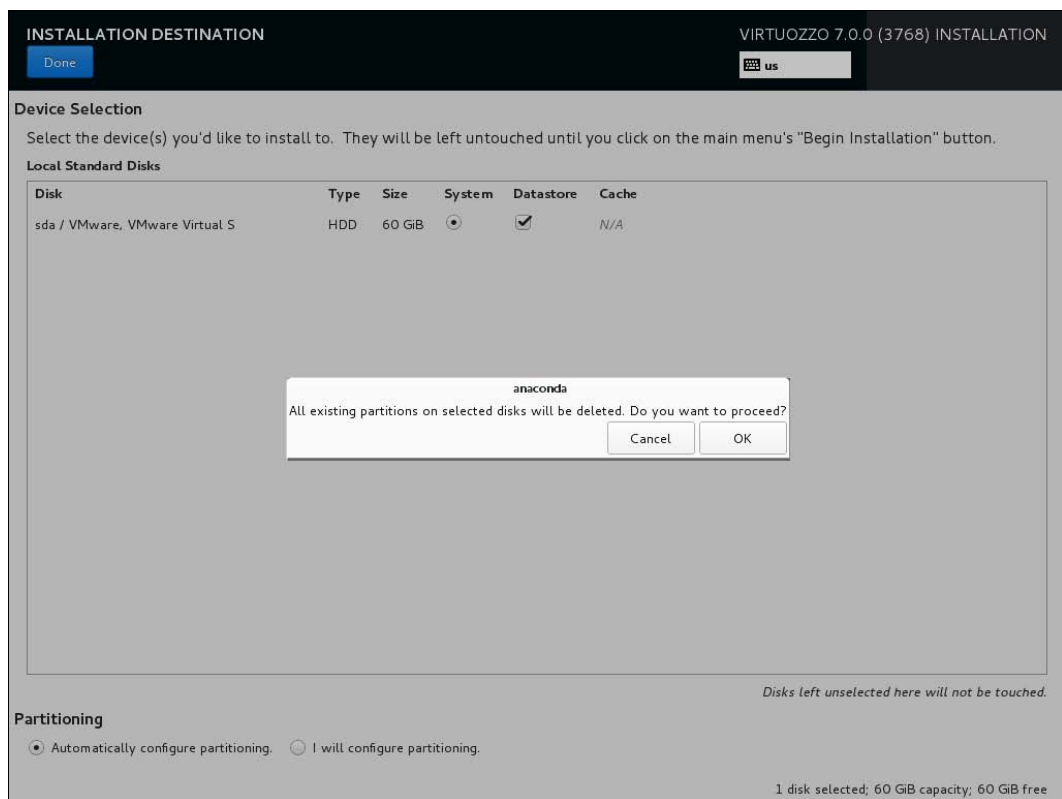 INSTALLATION DESTINATION
VIRTUOZZO 7.0.0 (3768) INSTALLATION
Done
us
Device Selection
Select the device(s) you'd like to install to. They will be left untouched until you click on the main menu's "Begin Installation" button.
Local Standard Disks
Disk Type Size System Datastore Cache
sda / VMware, VMware Virtual S HDD 60 GiB N/A
anaconda
All existing partitions on selected disks will be deleted. Do you want to proceed?
Cancel OK
Disks left unselected here will not be touched.
Partitioning
Automatically configure partitioning. I will configure partitioning.
1 disk selected; 60 GiB capacity; 60 GiB free